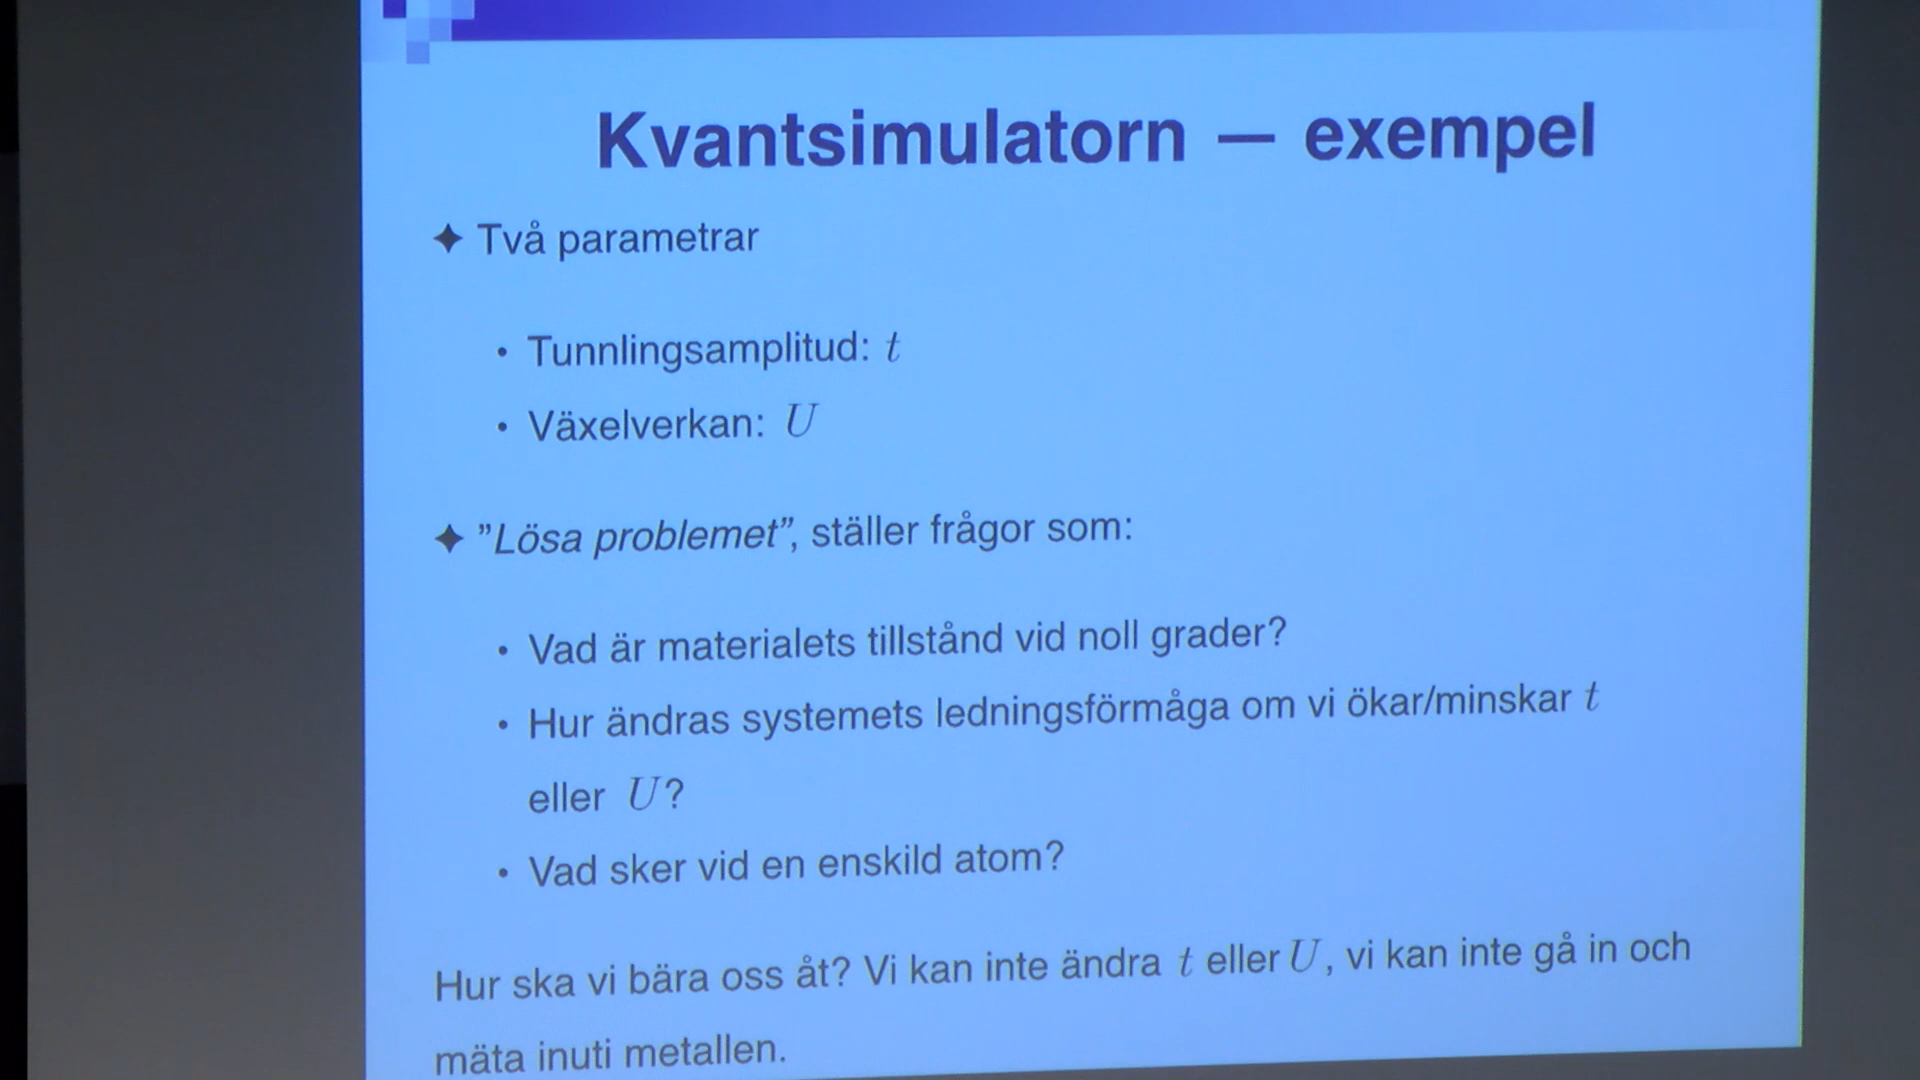 Kvantsimulatorn — exempel
✦ Två parametrar
• Tunnlingsamplitud: t
• Växelverkan: U
✦ ”Lösa problemet”, ställer frågor som:
• Vad är materialets tillstånd vid noll grader?
• Hur ändras systemets ledningsförmåga om vi ökar/minskar t
eller U?
• Vad sker vid en enskild atom?
Hur ska vi bära oss åt? Vi kan inte ändra t eller U, vi kan inte gå in och
mäta inuti metallen.